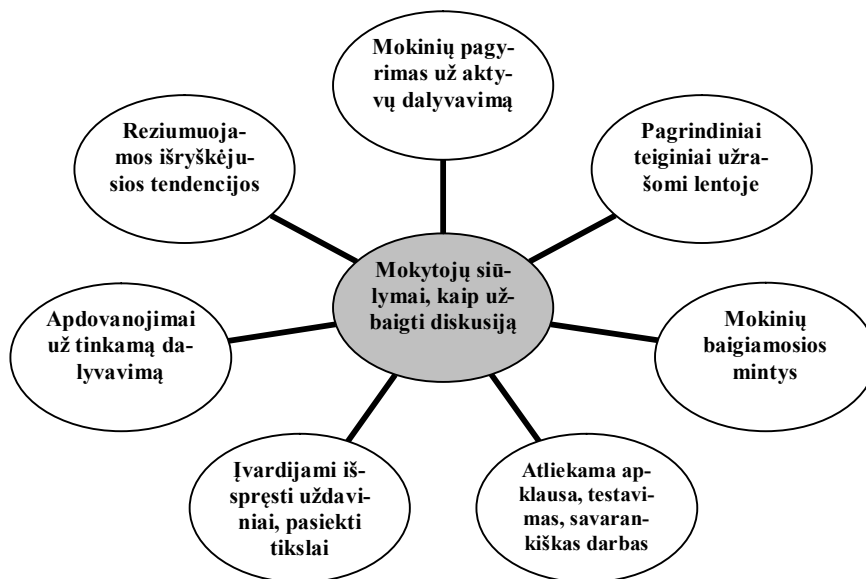 Mokinių pagy-
rimas už akty-
vų dalyvavimą
Reziumuoja-
mos išryškėju-
sios tendencijos
Pagrindiniai
teiginiai užra-
šomi lentoje
Mokytojų siū-
lymai, kaip už-
baigti diskusiją
Apdovanojimai
už tinkamą da-
lyvavimą
Mokinių
baigiamosios
mintys
Įvardijami iš-
spręsti uždavi-
niai, pasiekti
tikslai
Atliekama ap-
klausa, testavi-
mas, savaran-
kiškas darbas